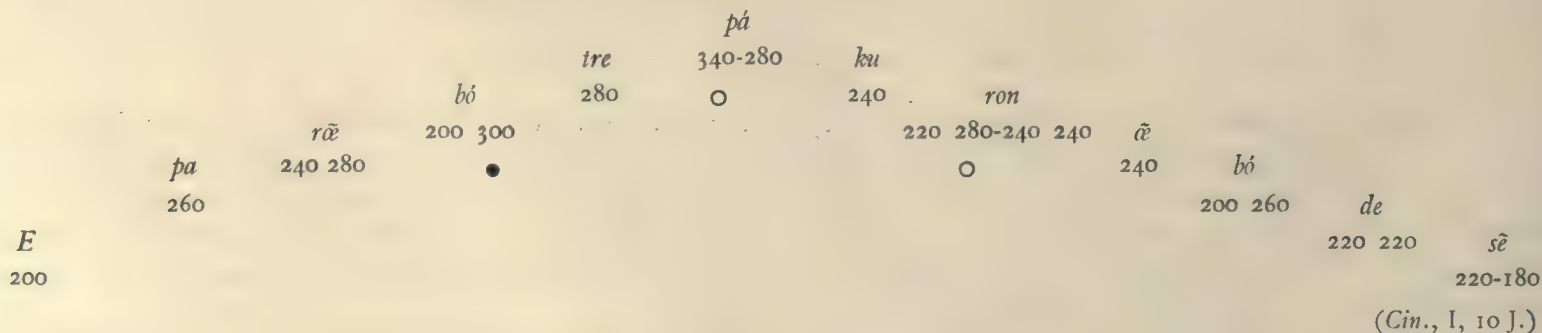 pá
tre 340-280 ku
bó 280 ○ 240 ron
rœ̃ 200 300 220 280-240 240 œ̃
pa 240 280 ● ○ 240 bó
260 200 260 de
E 220 220 sẽ
200 220-180
(Cin., I, 10 J.)